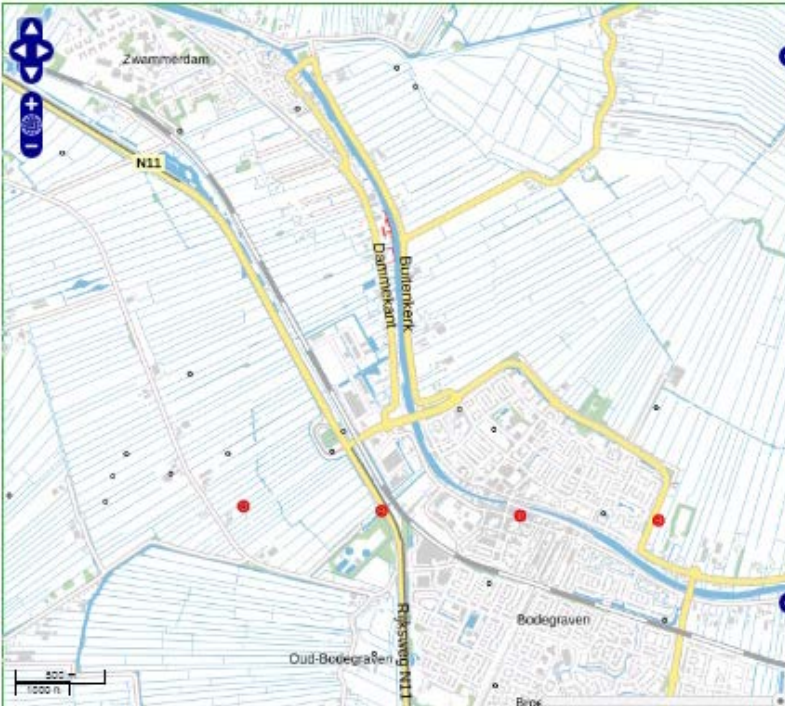 Zwammerdam
N11
Dammekant
Buitenkerk
Bodegraven
Oud-Bodegraven
Rijksweg N11
500 m
1000 ft